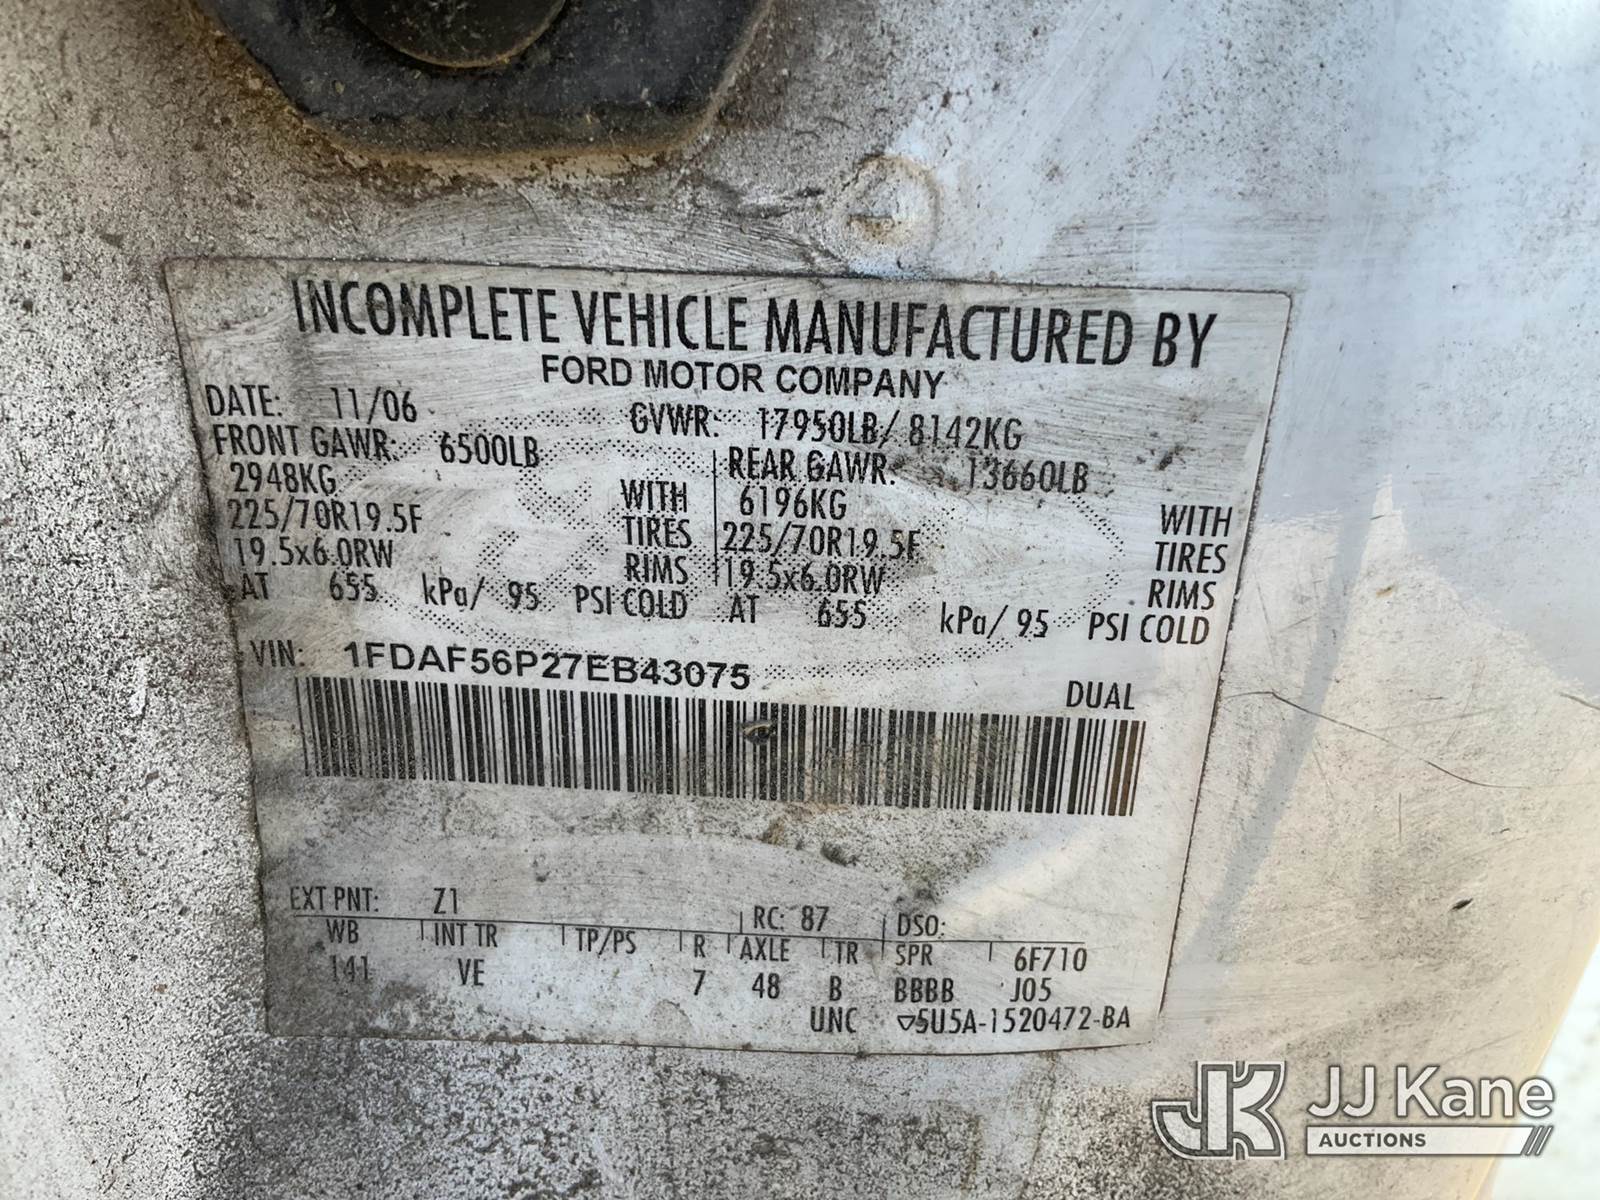 INCOMPLETE VEHICLE MANUFACTURED BY
FORD MOTOR COMPANY
DATE: 11/06 GVWR: 17950LB/ 8142KG
FRONT GAWR: 6500LB REAR GAWR: 13660LB
2948KG WITH 6196KG WITH
225/70R19.5F TIRES 225/70R19.5F TIRES
19.5x6.0RW RIMS 19.5x6.0RW RIMS
AT 655 kPa/ 95 PSI COLD AT 655 kPa/ 95 PSI COLD
VIN: 1FDAF56P27EB43075
DUAL
EXT PNT: Z1 RC: 87 DSO:
WB INT TR TP/PS R AXLE TR SPR 6F710
141 VE 7 48 B BBBB J05
UNC ▽5U5A-1520472-BA
JK JJ Kane
AUCTIONS